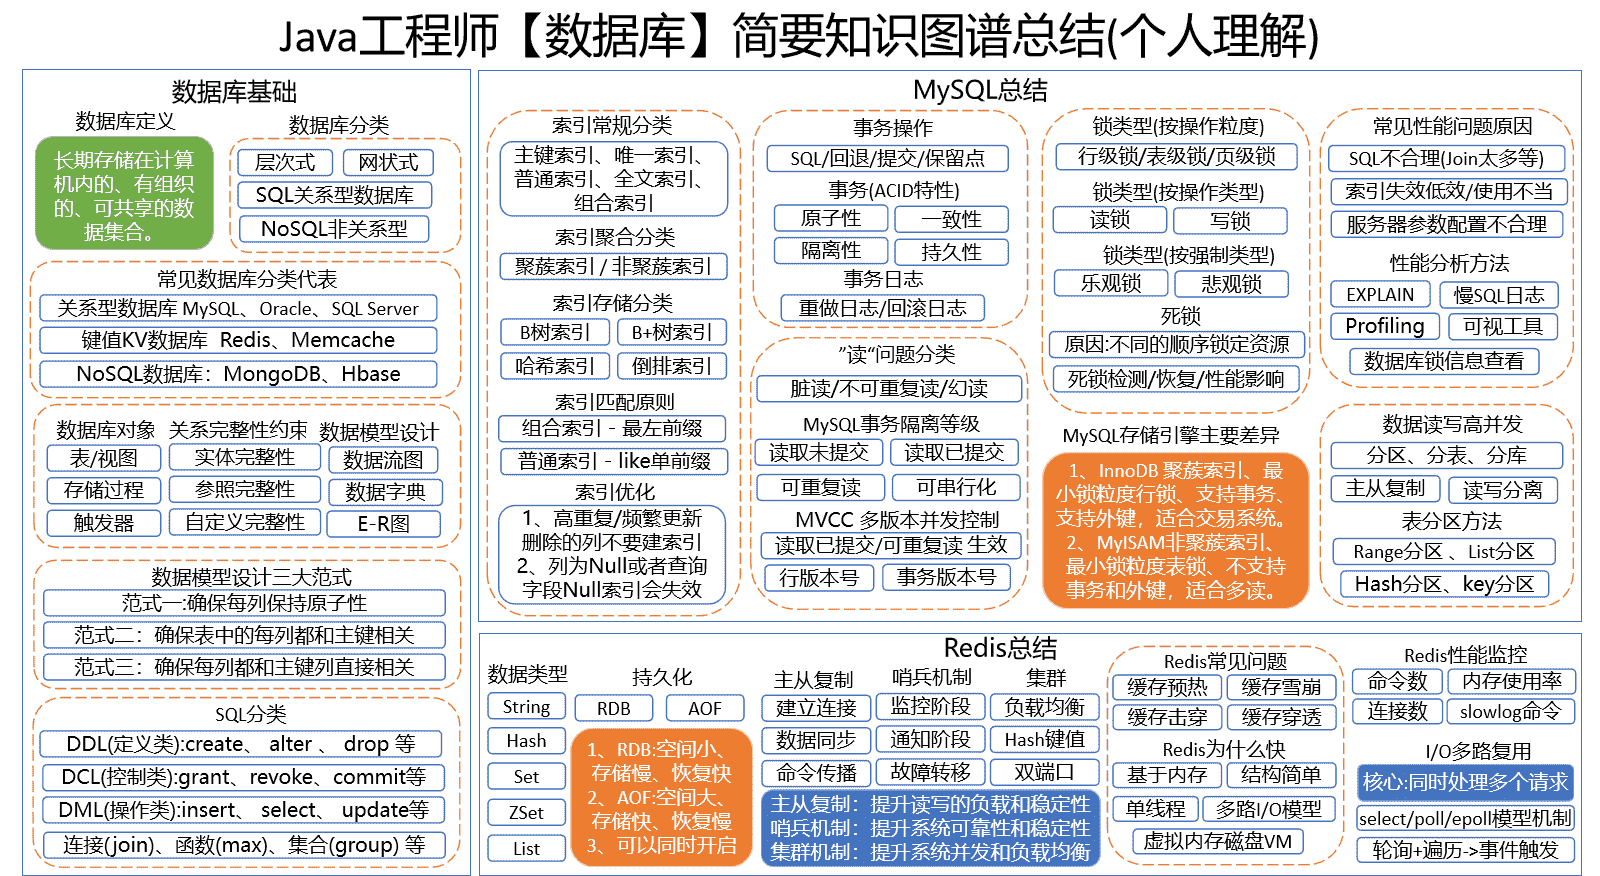 Java工程师【数据库】简要知识图谱总结(个人理解)
数据库基础
数据库定义
长期存储在计算
机内的、有组织
的、可共享的数
据集合。
数据库分类
层次式
网状式
SQL关系型数据库
NoSQL非关系型
常见数据库分类代表
关系型数据库 MySQL、Oracle、SQL Server
键值KV数据库 Redis、Memcache
NoSQL数据库：MongoDB、Hbase
数据库对象
表/视图
存储过程
触发器
关系完整性约束
实体完整性
参照完整性
自定义完整性
数据模型设计
数据流图
数据字典
E-R图
数据模型设计三大范式
范式一:确保每列保持原子性
范式二：确保表中的每列都和主键相关
范式三：确保每列都和主键列直接相关
SQL分类
DDL(定义类):create、 alter 、 drop 等
DCL(控制类):grant、revoke、commit等
DML(操作类):insert、 select、 update等
连接(join)、函数(max)、集合(group) 等
MySQL总结
索引常规分类
主键索引、唯一索引、
普通索引、全文索引、
组合索引
索引聚合分类
聚簇索引 / 非聚簇索引
索引存储分类
B树索引
B+树索引
哈希索引
倒排索引
索引匹配原则
组合索引 - 最左前缀
普通索引 - like单前缀
索引优化
1、高重复/频繁更新
删除的列不要建索引
2、列为Null或者查询
字段Null索引会失效
事务操作
SQL/回退/提交/保留点
事务(ACID特性)
原子性
一致性
隔离性
持久性
事务日志
重做日志/回滚日志
”读“问题分类
脏读/不可重复读/幻读
MySQL事务隔离等级
读取未提交
读取已提交
可重复读
可串行化
MVCC 多版本并发控制
读取已提交/可重复读 生效
行版本号
事务版本号
锁类型(按操作粒度)
行级锁/表级锁/页级锁
锁类型(按操作类型)
读锁
写锁
锁类型(按强制类型)
乐观锁
悲观锁
死锁
原因:不同的顺序锁定资源
死锁检测/恢复/性能影响
MySQL存储引擎主要差异
1、InnoDB 聚簇索引、最
小锁粒度行锁、支持事务、
支持外键，适合交易系统。
2、MyISAM非聚簇索引、
最小锁粒度表锁、不支持
事务和外键，适合多读。
常见性能问题原因
SQL不合理(Join太多等)
索引失效低效/使用不当
服务器参数配置不合理
性能分析方法
EXPLAIN
慢SQL日志
Profiling
可视工具
数据库锁信息查看
数据读写高并发
分区、分表、分库
主从复制
读写分离
表分区方法
Range分区 、List分区
Hash分区、key分区
Redis总结
数据类型
String
Hash
Set
ZSet
List
持久化
RDB
AOF
1、RDB:空间小、
存储慢、恢复快
2、AOF:空间大、
存储快、恢复慢
3、可以同时开启
主从复制
建立连接
数据同步
命令传播
哨兵机制
监控阶段
通知阶段
故障转移
集群
负载均衡
Hash键值
双端口
主从复制：提升读写的负载和稳定性
哨兵机制：提升系统可靠性和稳定性
集群机制：提升系统并发和负载均衡
Redis常见问题
缓存预热
缓存雪崩
缓存击穿
缓存穿透
Redis为什么快
基于内存
结构简单
单线程
多路I/O模型
虚拟内存磁盘VM
Redis性能监控
命令数
内存使用率
连接数
slowlog命令
I/O多路复用
核心:同时处理多个请求
select/poll/epoll模型机制
轮询+遍历->事件触发